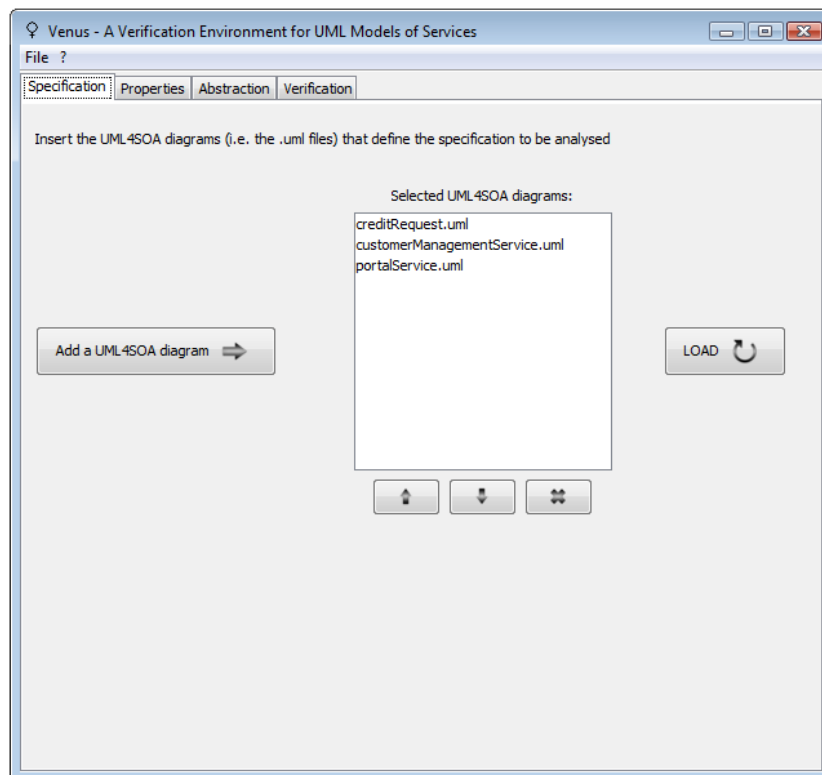 Venus - A Verification Environment for UML Models of Services
File ?
Specification Properties Abstraction Verification
Insert the UML4SOA diagrams (i.e. the .uml files) that define the specification to be analysed
Selected UML4SOA diagrams:
creditRequest.uml
customerManagementService.uml
portalService.uml
Add a UML4SOA diagram
LOAD